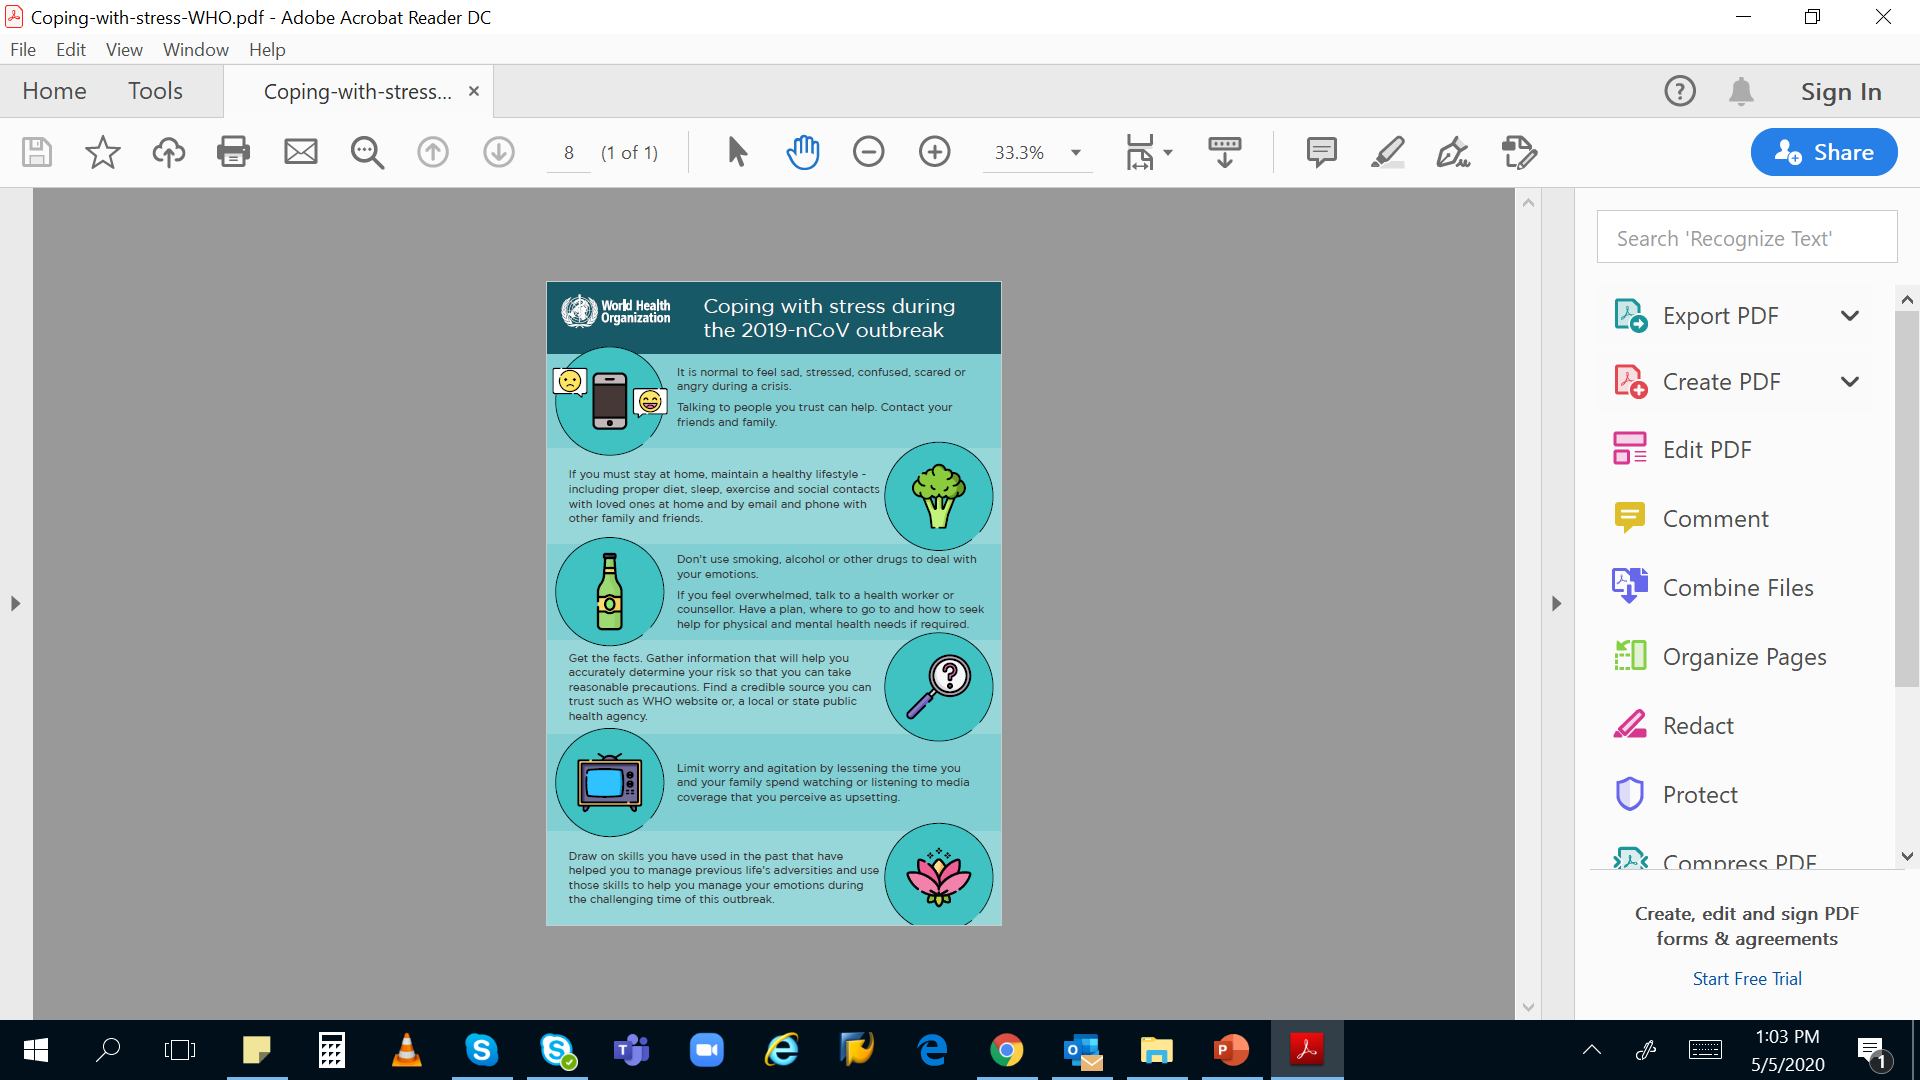 Coping-with-stress-WHO.pdf - Adobe Acrobat Reader DC
File Edit View Window Help
Home Tools Coping-with-stress... × Sign In
8 (1 of 1) 33.3% Share
Search 'Recognize Text'
Export PDF
Create PDF
Edit PDF
Comment
Combine Files
Organize Pages
Redact
Protect
Compress PDF
Create, edit and sign PDF
forms & agreements
Start Free Trial
World Health
Organization
Coping with stress during
the 2019-nCoV outbreak
It is normal to feel sad, stressed, confused, scared or
angry during a crisis.
Talking to people you trust can help. Contact your
friends and family.
If you must stay at home, maintain a healthy lifestyle -
including proper diet, sleep, exercise and social contacts
with loved ones at home and by email and phone with
other family and friends.
Don't use smoking, alcohol or other drugs to deal with
your emotions.
If you feel overwhelmed, talk to a health worker or
counsellor. Have a plan, where to go to and how to seek
help for physical and mental health needs if required.
Get the facts. Gather information that will help you
accurately determine your risk so that you can take
reasonable precautions. Find a credible source you can
trust such as WHO website or, a local or state public
health agency.
Limit worry and agitation by lessening the time you
and your family spend watching or listening to media
coverage that you perceive as upsetting.
Draw on skills you have used in the past that have
helped you to manage previous life's adversities and use
those skills to help you manage your emotions during
the challenging time of this outbreak.
1:03 PM
5/5/2020
1